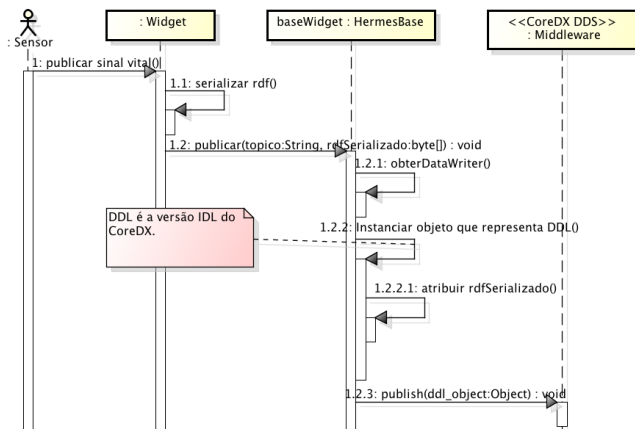 : Sensor
: Widget
baseWidget : HermesBase
<<CoreDX DDS>>
: Middleware
1: publicar sinal vital()
1.1: serializar rdf()
1.2: publicar(topico:String, rdfSerializado:byte[]) : void
1.2.1: obterDataWriter()
DDL é a versão IDL do
CoreDX.
1.2.2: Instanciar objeto que representa DDL()
1.2.2.1: atribuir rdfSerializado()
1.2.3: publish(ddl_object:Object) : void